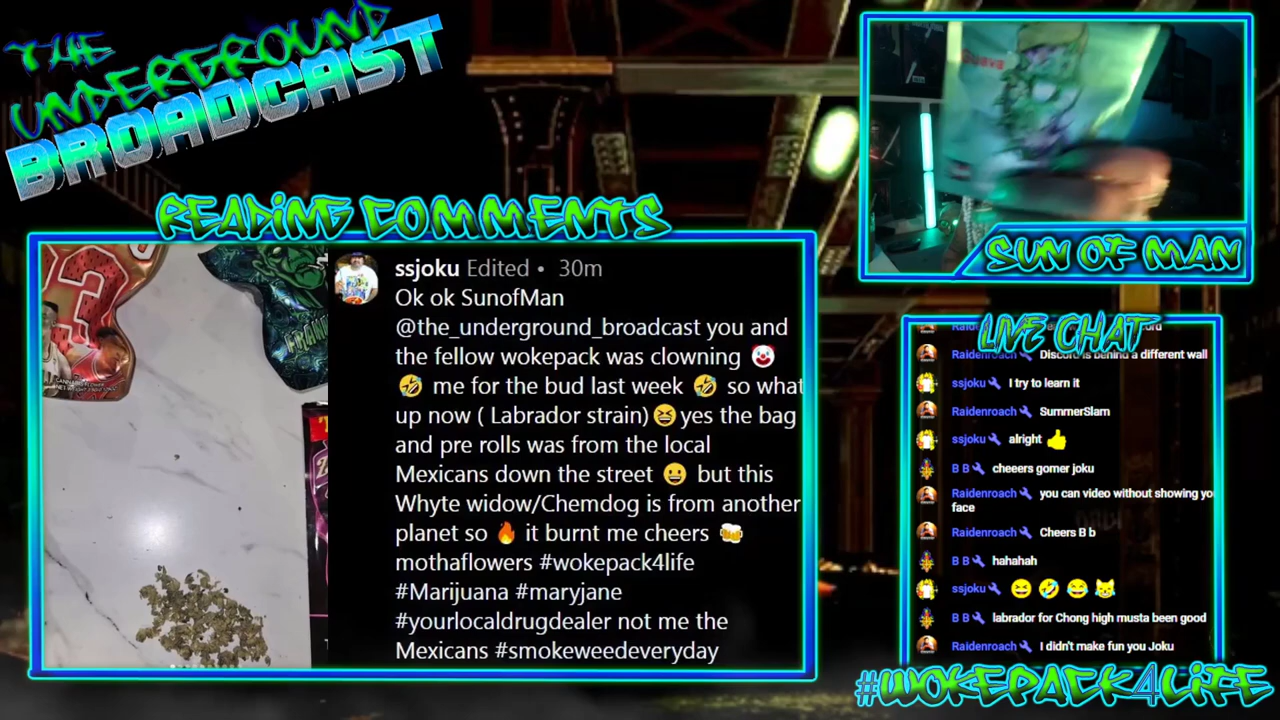 THE
UNDERGROUND
BROADCAST
READING COMMENTS
23
CANNABIS FLOWER
FRANK
ssjoku Edited • 30m
Ok ok SunofMan
@the_underground_broadcast you and
the fellow wokepack was clowning 🤡
🤣 me for the bud last week 🤣 so what
up now ( Labrador strain)😆yes the bag
and pre rolls was from the local
Mexicans down the street 😀 but this
Whyte widow/Chemdog is from another
planet so 🔥 it burnt me cheers 🍻
mothaflowers #wokepack4life
#Marijuana #maryjane
#yourlocaldrugdealer not me the
Mexicans #smokeweedeveryday
SUN OF MAN
LIVE CHAT
Raidenroach Discord is behind a different wall
ssjoku I try to learn it
Raidenroach SummerSlam
ssjoku alright 👍
B B cheeers gomer joku
Raidenroach you can video without showing yo
face
Raidenroach Cheers B b
B B hahahah
ssjoku 😆 🤣 😂 😹
B B labrador for Chong high musta been good
Raidenroach I didn't make fun you Joku
#WOKEPACK4LIFE